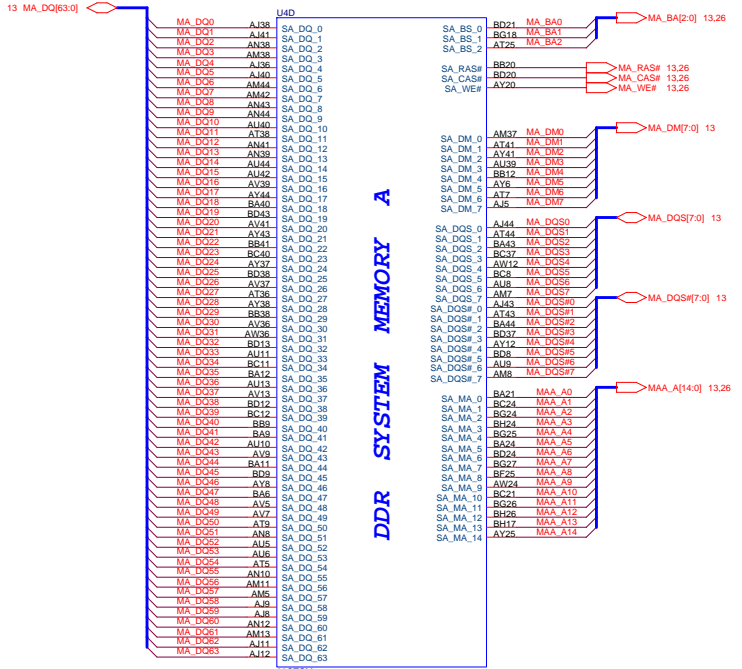 13 MA_DQ[63:0]
U4D
MA_DQ0 AJ38 SA_DQ_0
MA_DQ1 AJ41 SA_DQ_1
MA_DQ2 AN38 SA_DQ_2
MA_DQ3 AM38 SA_DQ_3
MA_DQ4 AJ36 SA_DQ_4
MA_DQ5 AJ40 SA_DQ_5
MA_DQ6 AM44 SA_DQ_6
MA_DQ7 AM42 SA_DQ_7
MA_DQ8 AN43 SA_DQ_8
MA_DQ9 AN44 SA_DQ_9
MA_DQ10 AU40 SA_DQ_10
MA_DQ11 AT38 SA_DQ_11
MA_DQ12 AN41 SA_DQ_12
MA_DQ13 AN39 SA_DQ_13
MA_DQ14 AU44 SA_DQ_14
MA_DQ15 AU42 SA_DQ_15
MA_DQ16 AV39 SA_DQ_16
MA_DQ17 AY44 SA_DQ_17
MA_DQ18 BA40 SA_DQ_18
MA_DQ19 BD43 SA_DQ_19
MA_DQ20 AV41 SA_DQ_20
MA_DQ21 AY43 SA_DQ_21
MA_DQ22 BB41 SA_DQ_22
MA_DQ23 BC40 SA_DQ_23
MA_DQ24 AY37 SA_DQ_24
MA_DQ25 BD38 SA_DQ_25
MA_DQ26 AV37 SA_DQ_26
MA_DQ27 AT36 SA_DQ_27
MA_DQ28 AY38 SA_DQ_28
MA_DQ29 BB38 SA_DQ_29
MA_DQ30 AV36 SA_DQ_30
MA_DQ31 AW36 SA_DQ_31
MA_DQ32 BD13 SA_DQ_32
MA_DQ33 AU11 SA_DQ_33
MA_DQ34 BC11 SA_DQ_34
MA_DQ35 BA12 SA_DQ_35
MA_DQ36 AU13 SA_DQ_36
MA_DQ37 AV13 SA_DQ_37
MA_DQ38 BD12 SA_DQ_38
MA_DQ39 BC12 SA_DQ_39
MA_DQ40 BB9 SA_DQ_40
MA_DQ41 BA9 SA_DQ_41
MA_DQ42 AU10 SA_DQ_42
MA_DQ43 AV9 SA_DQ_43
MA_DQ44 BA11 SA_DQ_44
MA_DQ45 BD9 SA_DQ_45
MA_DQ46 AY8 SA_DQ_46
MA_DQ47 BA6 SA_DQ_47
MA_DQ48 AV5 SA_DQ_48
MA_DQ49 AV7 SA_DQ_49
MA_DQ50 AT9 SA_DQ_50
MA_DQ51 AN8 SA_DQ_51
MA_DQ52 AU5 SA_DQ_52
MA_DQ53 AU6 SA_DQ_53
MA_DQ54 AT5 SA_DQ_54
MA_DQ55 AN10 SA_DQ_55
MA_DQ56 AM11 SA_DQ_56
MA_DQ57 AM5 SA_DQ_57
MA_DQ58 AJ9 SA_DQ_58
MA_DQ59 AJ8 SA_DQ_59
MA_DQ60 AN12 SA_DQ_60
MA_DQ61 AM13 SA_DQ_61
MA_DQ62 AJ11 SA_DQ_62
MA_DQ63 AJ12 SA_DQ_63
DDR SYSTEM MEMORY A
SA_BS_0 BD21 MA_BA0
SA_BS_1 BG18 MA_BA1
SA_BS_2 AT25 MA_BA2
MA_BA[2:0] 13,26
SA_RAS# BB20 MA_RAS# 13,26
SA_CAS# BD20 MA_CAS# 13,26
SA_WE# AY20 MA_WE# 13,26
SA_DM_0 AM37 MA_DM0
SA_DM_1 AT41 MA_DM1
SA_DM_2 AY41 MA_DM2
SA_DM_3 AU39 MA_DM3
SA_DM_4 BB12 MA_DM4
SA_DM_5 AY6 MA_DM5
SA_DM_6 AT7 MA_DM6
SA_DM_7 AJ5 MA_DM7
MA_DM[7:0] 13
SA_DQS_0 AJ44 MA_DQS0
SA_DQS_1 AT44 MA_DQS1
SA_DQS_2 BA43 MA_DQS2
SA_DQS_3 BC37 MA_DQS3
SA_DQS_4 AW12 MA_DQS4
SA_DQS_5 BC8 MA_DQS5
SA_DQS_6 AU8 MA_DQS6
SA_DQS_7 AM7 MA_DQS7
MA_DQS[7:0] 13
SA_DQS#_0 AJ43 MA_DQS#0
SA_DQS#_1 AT43 MA_DQS#1
SA_DQS#_2 BA44 MA_DQS#2
SA_DQS#_3 BD37 MA_DQS#3
SA_DQS#_4 AY12 MA_DQS#4
SA_DQS#_5 BD8 MA_DQS#5
SA_DQS#_6 AU9 MA_DQS#6
SA_DQS#_7 AM8 MA_DQS#7
MA_DQS#[7:0] 13
SA_MA_0 BA21 MAA_A0
SA_MA_1 BC24 MAA_A1
SA_MA_2 BG24 MAA_A2
SA_MA_3 BH24 MAA_A3
SA_MA_4 BG25 MAA_A4
SA_MA_5 BA24 MAA_A5
SA_MA_6 BD24 MAA_A6
SA_MA_7 BG27 MAA_A7
SA_MA_8 BF25 MAA_A8
SA_MA_9 AW24 MAA_A9
SA_MA_10 BC21 MAA_A10
SA_MA_11 BG26 MAA_A11
SA_MA_12 BH26 MAA_A12
SA_MA_13 BH17 MAA_A13
SA_MA_14 AY25 MAA_A14
MAA_A[14:0] 13,26